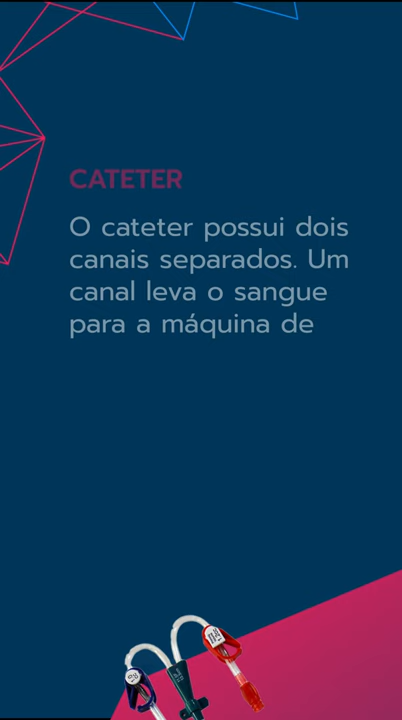 CATETER
O cateter possui dois
canais separados. Um
canal leva o sangue
para a máquina de